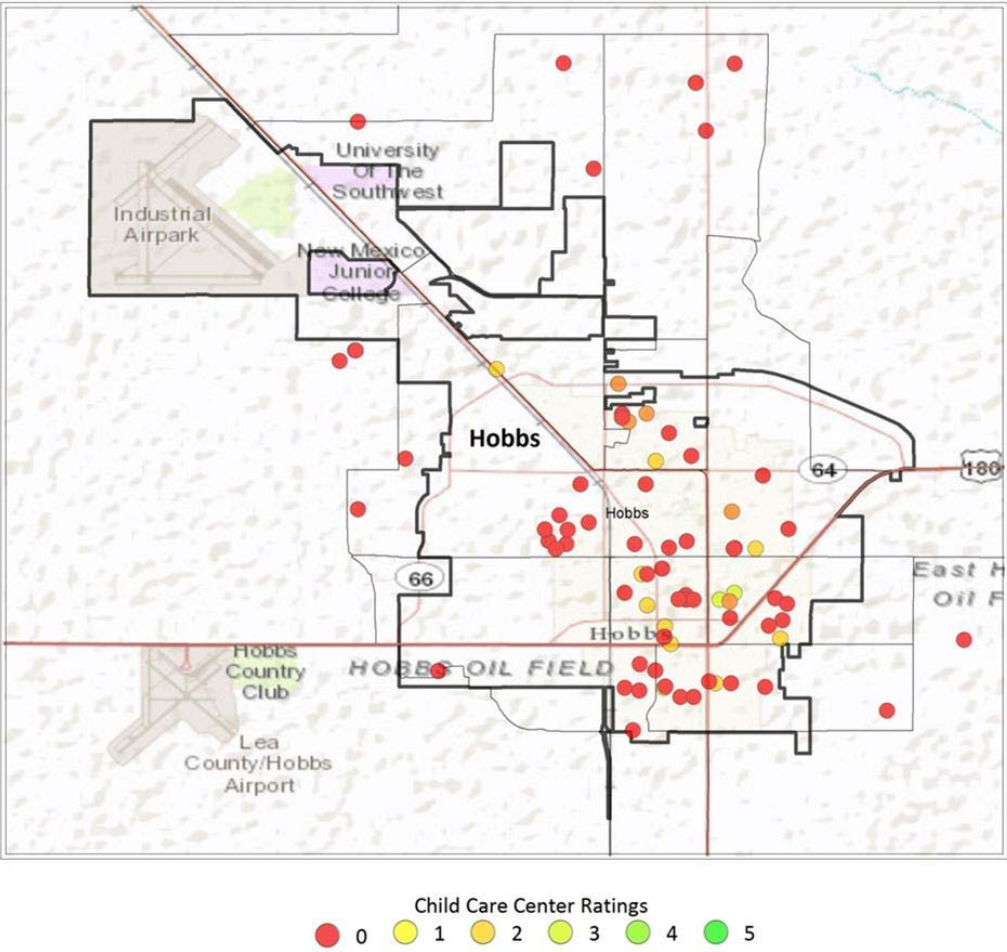 University
Of The
Southwest
Industrial
Airpark
New Mexico
Junior
College
Hobbs
64
180
Hobbs
66
East H
Oil F
Hobbs
Hobbs
Country
Club
HOBBS OIL FIELD
Lea
County/Hobbs
Airport
Child Care Center Ratings
0 1 2 3 4 5